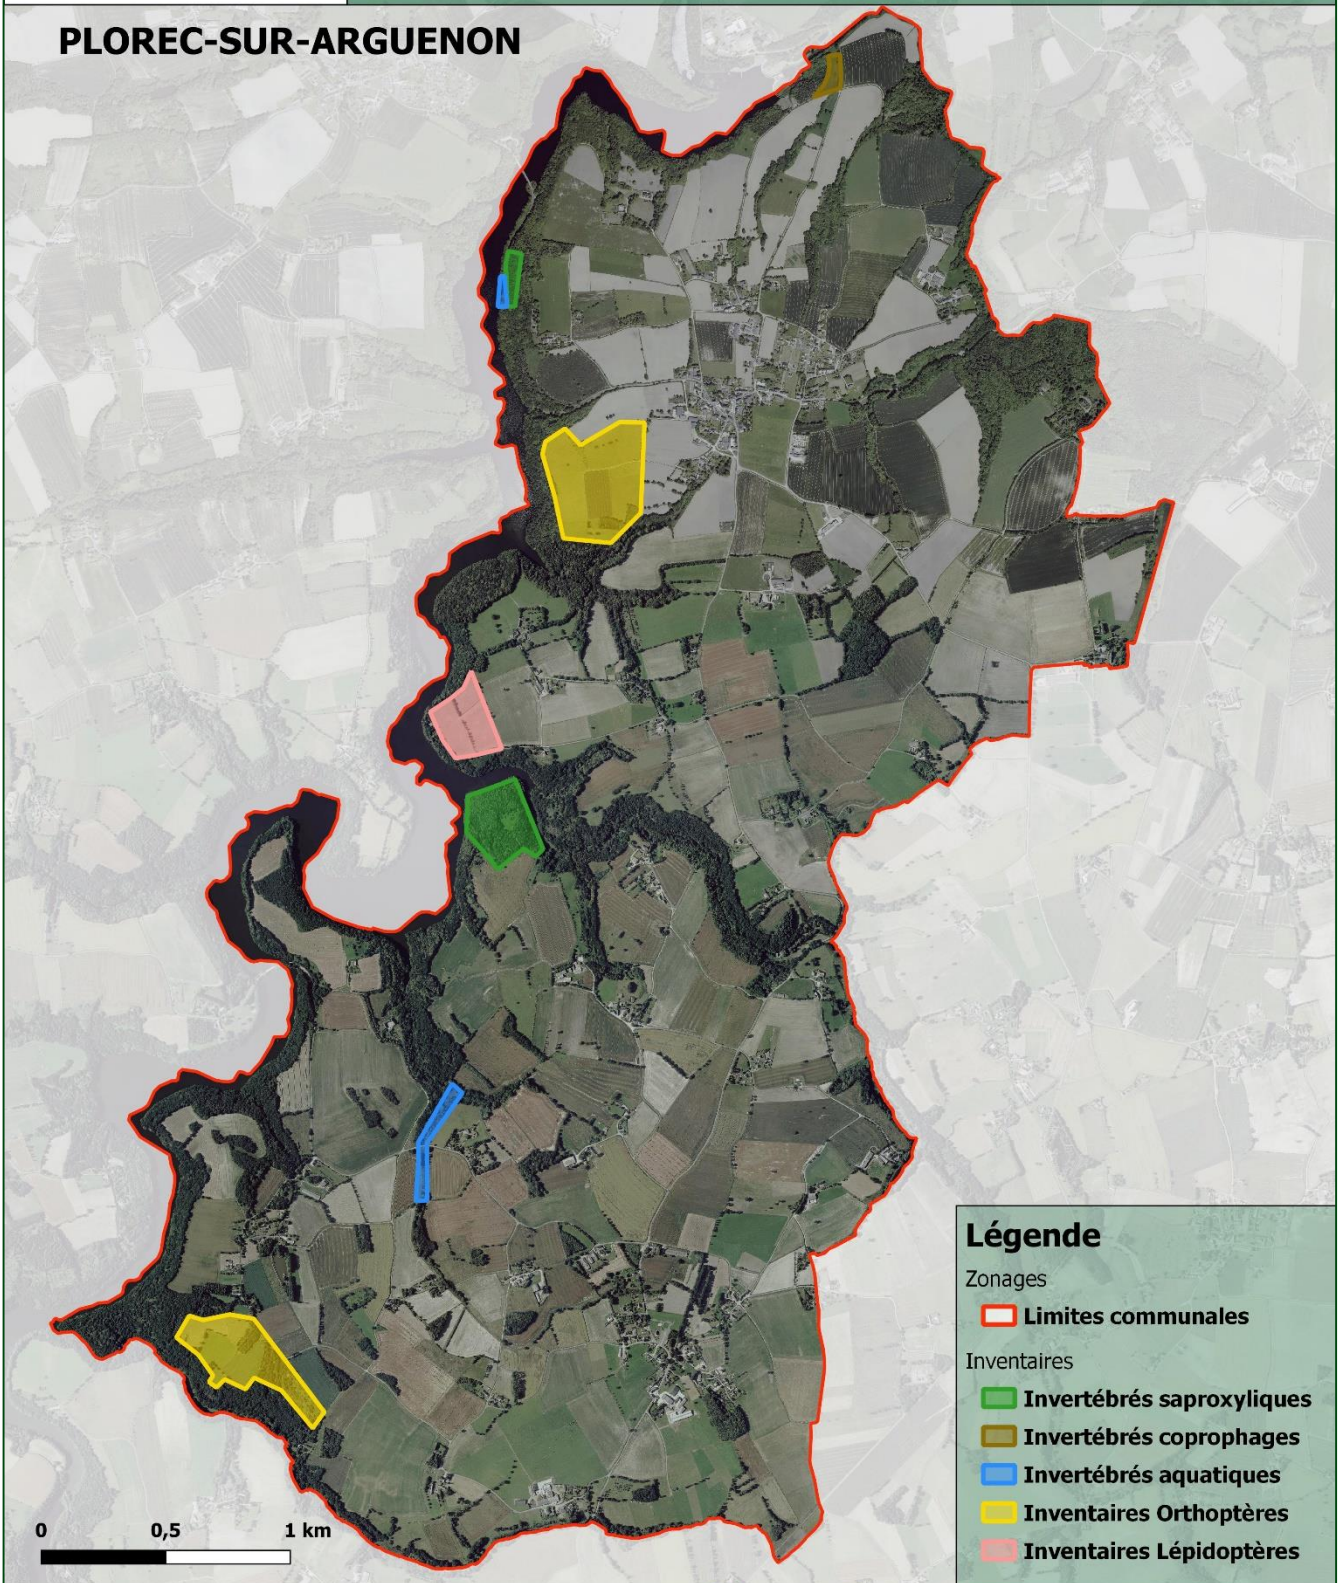 PLOREC-SUR-ARGUENON
Légende
Zonages
Limites communales
Inventaires
Invertébrés saproxyliques
Invertébrés coprophages
Invertébrés aquatiques
Inventaires Orthoptères
Inventaires Lépidoptères
0 0,5 1 km